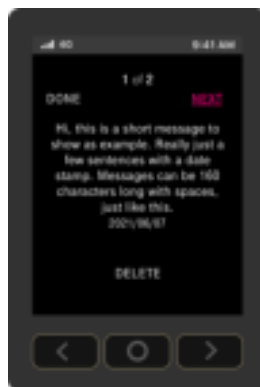 4G 9:41 AM
1 of 2
DONE NEXT
Hi, this is a short message to
show as example. Really just a
few sentences with a date
stamp. Messages can be 160
characters long with spaces,
just like this.
2021/06/07
DELETE